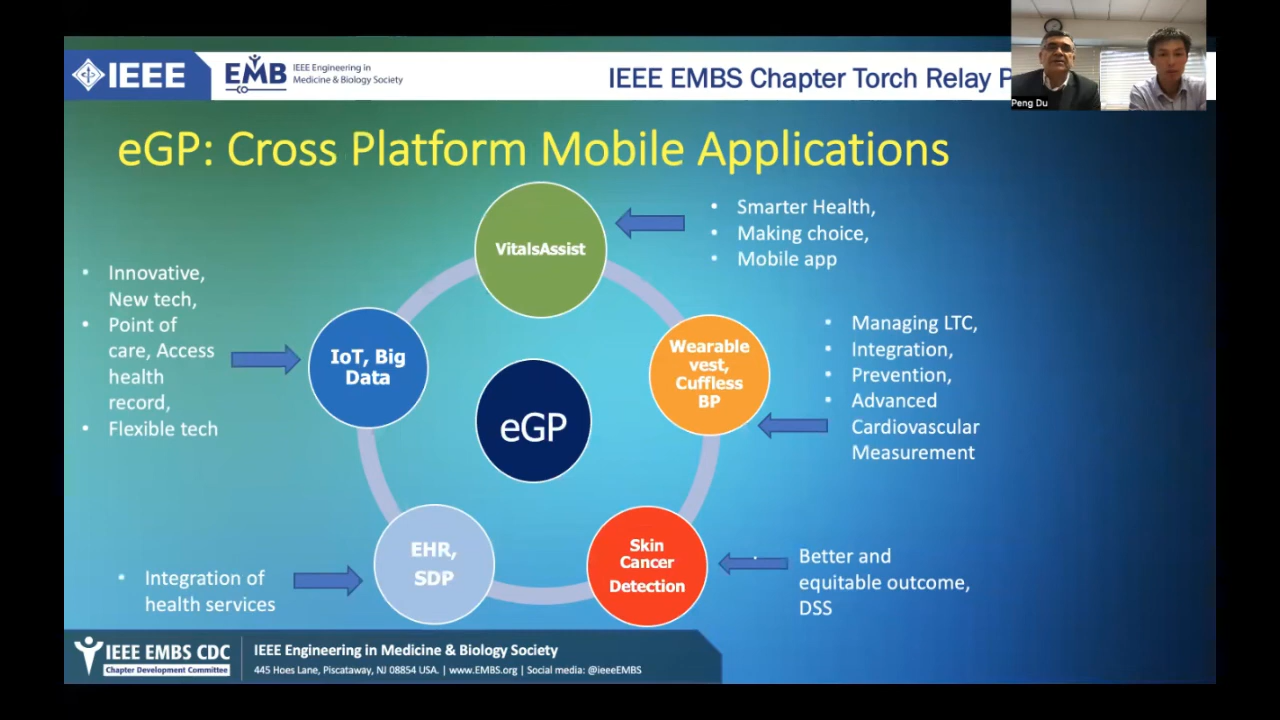 IEEE
EMB
IEEE Engineering in
Medicine & Biology Society
IEEE EMBS Chapter Torch Relay P
Peng Du
eGP: Cross Platform Mobile Applications
VitalsAssist
• Smarter Health,
• Making choice,
• Mobile app
• Innovative,
New tech,
• Point of
care, Access
health
record,
• Flexible tech
IoT, Big
Data
eGP
Wearable
vest,
Cuffless
BP
• Managing LTC,
• Integration,
• Prevention,
• Advanced
Cardiovascular
Measurement
• Integration of
health services
EHR,
SDP
Skin
Cancer
Detection
Better and
equitable outcome,
DSS
IEEE EMBS CDC
Chapter Development Committee
IEEE Engineering in Medicine & Biology Society
445 Hoes Lane, Piscataway, NJ 08854 USA. | www.EMBS.org | Social media: @ieeeEMBS